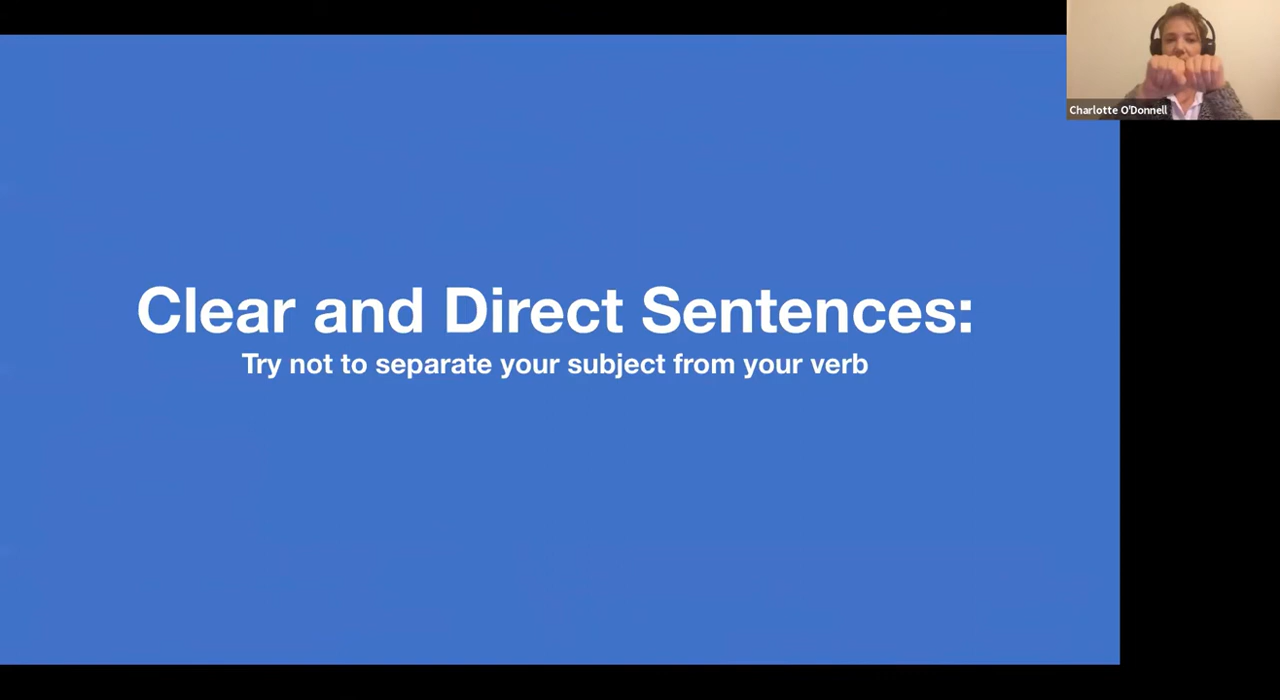 Charlotte O'Donnell
Clear and Direct Sentences:
Try not to separate your subject from your verb